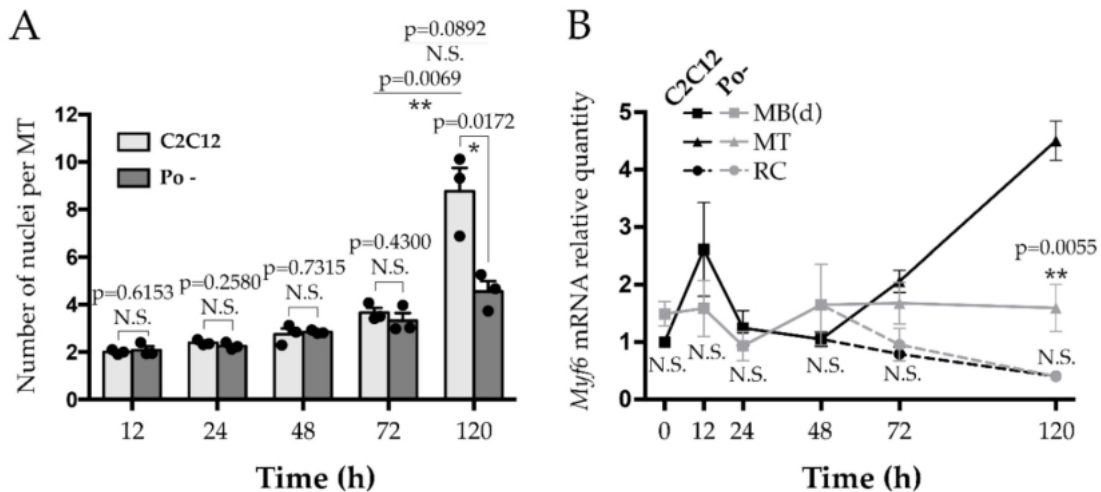 A
p=0.0892
N.S.
p=0.0069
**
p=0.0172
*
Number of nuclei per MT
12
10
8
6
4
2
0
C2C12
Po -
p=0.6153
N.S.
p=0.2580
N.S.
p=0.7315
N.S.
p=0.4300
N.S.
12 24 48 72 120
Time (h)
B
C2C12
Po-
MB(d)
MT
RC
Myf6 mRNA relative quantity
5
4
3
2
1
0
p=0.0055
**
N.S. N.S. N.S. N.S. N.S. N.S.
0 12 24 48 72 120
Time (h)